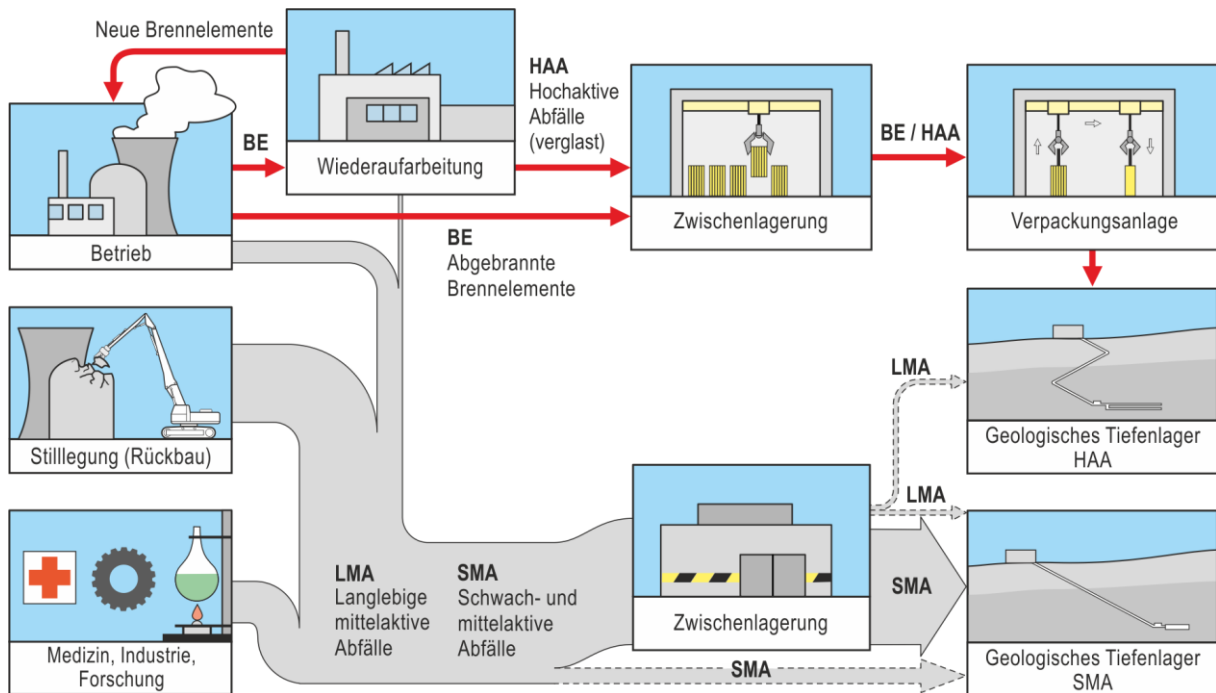 Neue Brennelemente
BE
Wiederaufarbeitung
HAA
Hochaktive
Abfälle
(verglast)
BE / HAA
Zwischenlagerung
Verpackungsanlage
Betrieb
BE
Abgebrannte
Brennelemente
Stilllegung (Rückbau)
LMA
Geologisches Tiefenlager
HAA
LMA
LMA
Langlebige
mittelaktive
Abfälle
SMA
Schwach- und
mittelaktive
Abfälle
SMA
Zwischenlagerung
Medizin, Industrie,
Forschung
SMA
Geologisches Tiefenlager
SMA